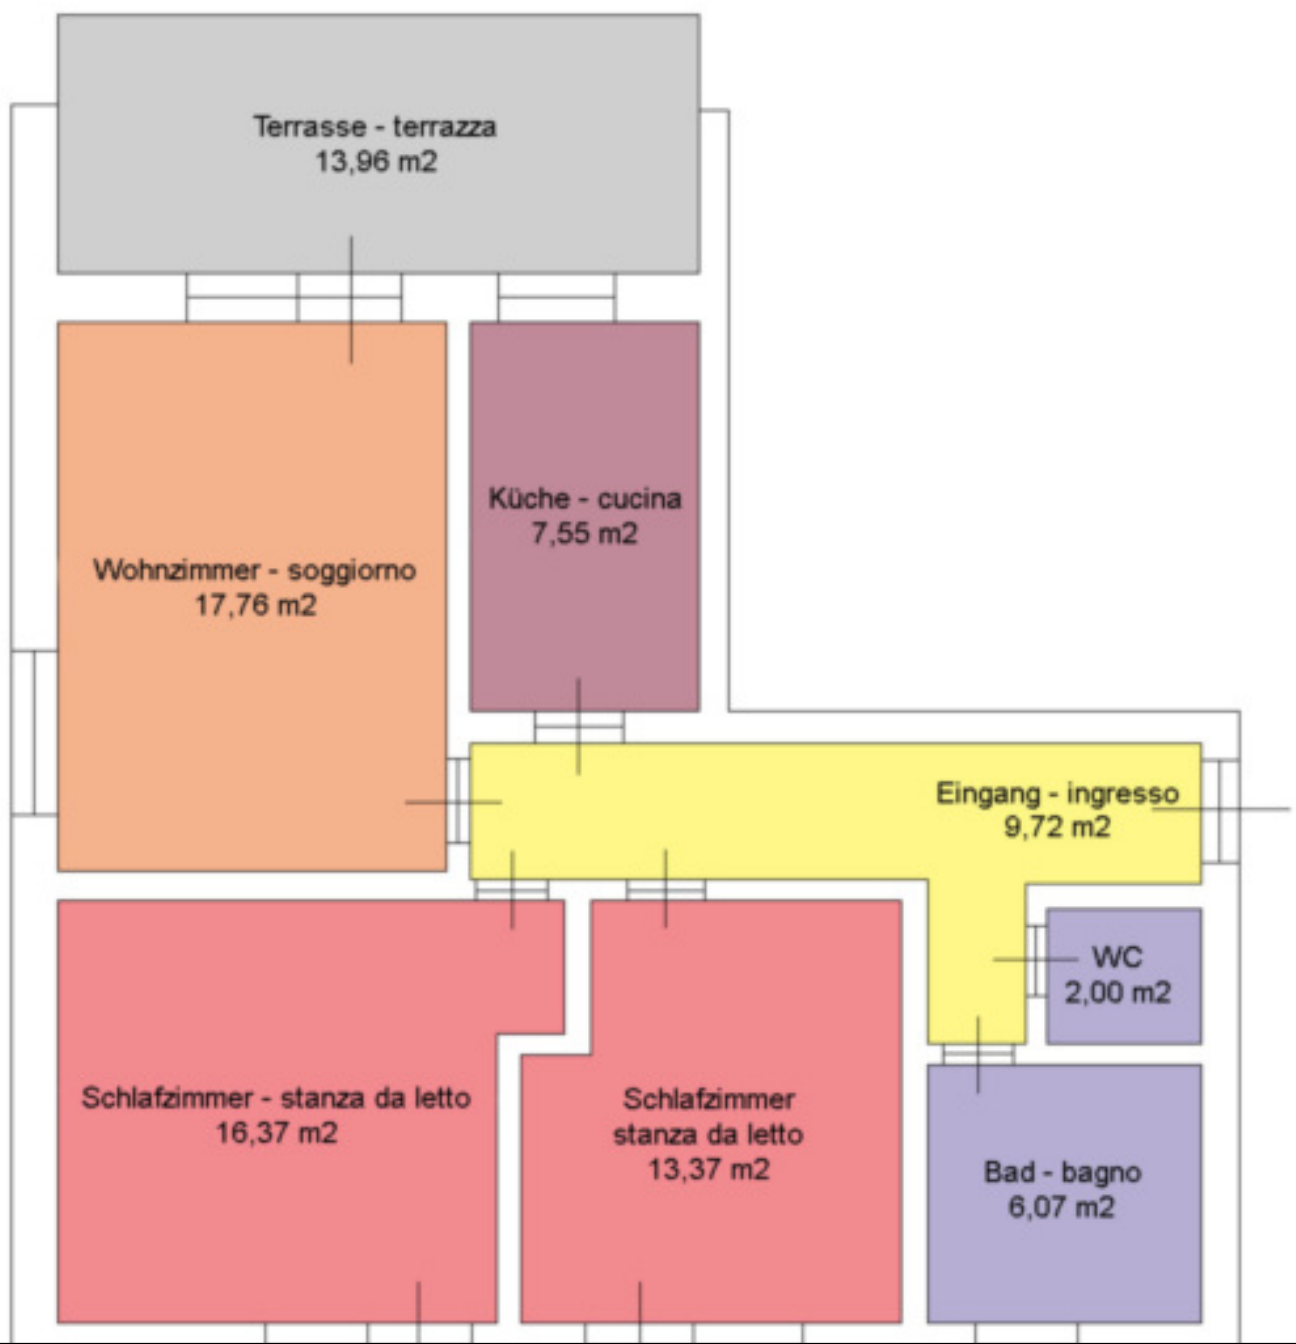 Terrasse - terrazza
13,96 m2
Küche - cucina
7,55 m2
Wohnzimmer - soggiorno
17,76 m2
Eingang - ingresso
9,72 m2
WC
2,00 m2
Schlafzimmer - stanza da letto
16,37 m2
Schlafzimmer
stanza da letto
13,37 m2
Bad - bagno
6,07 m2